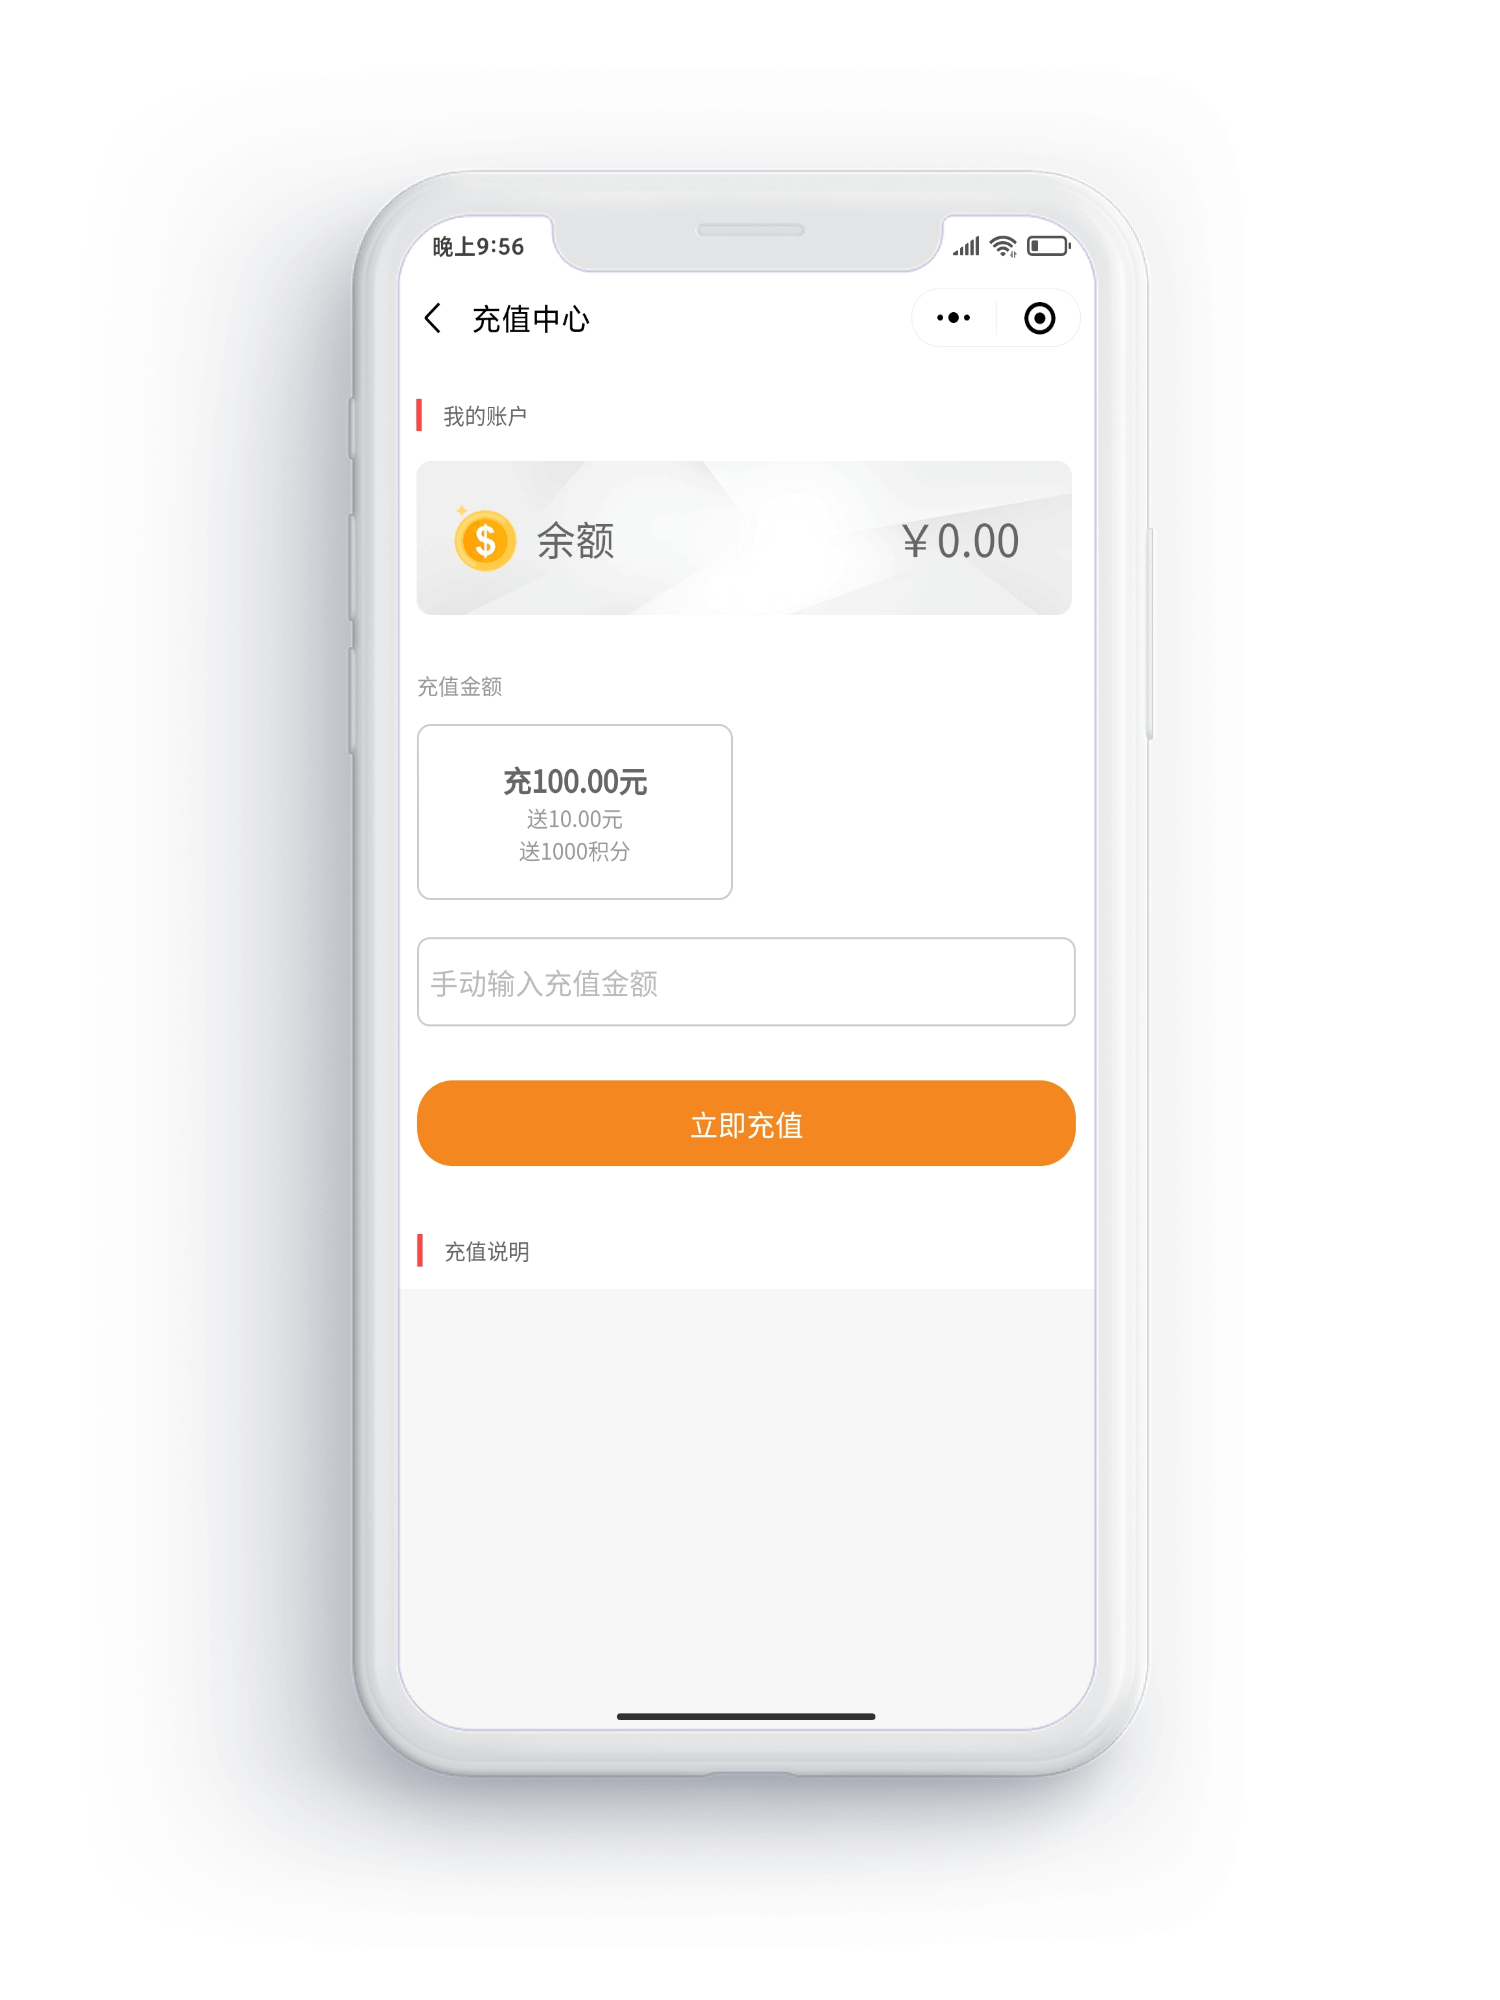 晚上9:56
充值中心
我的账户
余额 ￥0.00
充值金额
充100.00元
送10.00元
送1000积分
手动输入充值金额
立即充值
充值说明